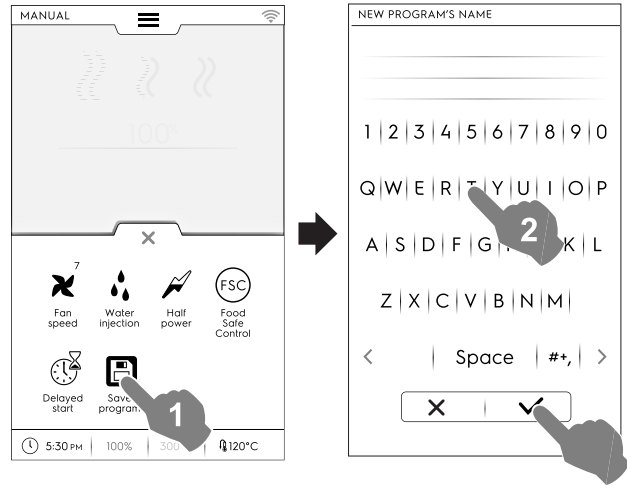 MANUAL
100%
7
Fan
speed
Water
injection
Half
power
FSC
Food
Safe
Control
Delayed
start
Save
program
1
5:30 PM
100%
300
120°C
NEW PROGRAM'S NAME
1 2 3 4 5 6 7 8 9 0
Q W E R T Y U I O P
2
A S D F G K L
Z X C V B N M
< Space #+, >